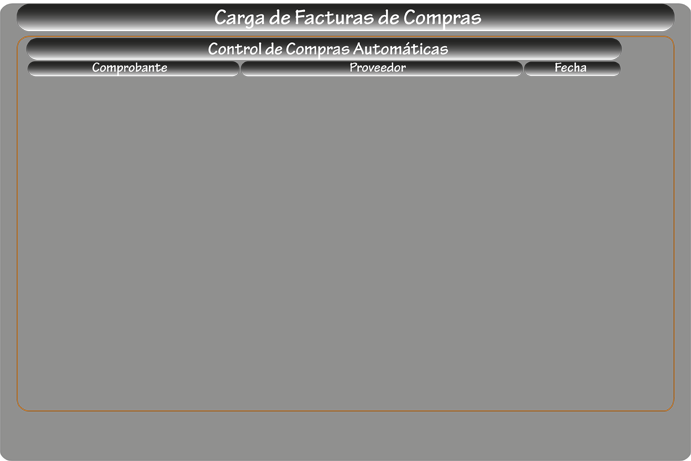 Carga de Facturas de Compras
Control de Compras Automáticas
Comprobante Proveedor Fecha